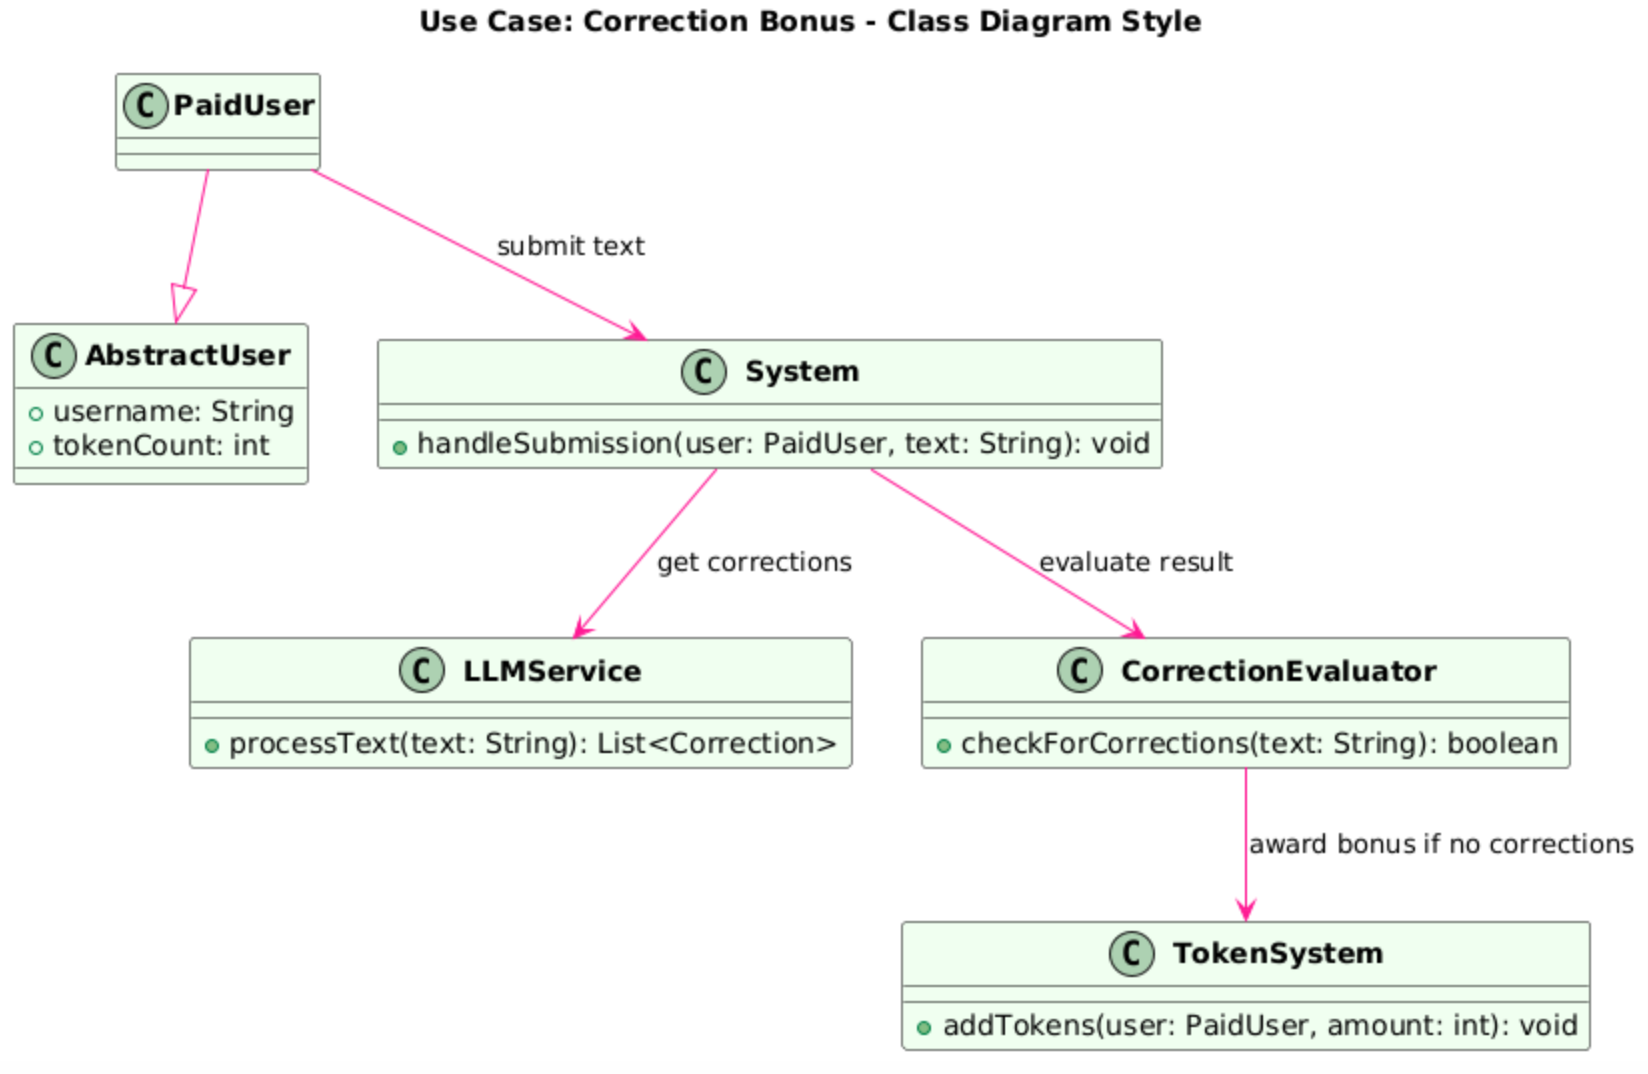 Use Case: Correction Bonus - Class Diagram Style
C PaidUser
submit text
C AbstractUser
username: String
tokenCount: int
C System
handleSubmission(user: PaidUser, text: String): void
get corrections
evaluate result
C LLMService
processText(text: String): List<Correction>
C CorrectionEvaluator
checkForCorrections(text: String): boolean
award bonus if no corrections
C TokenSystem
addTokens(user: PaidUser, amount: int): void